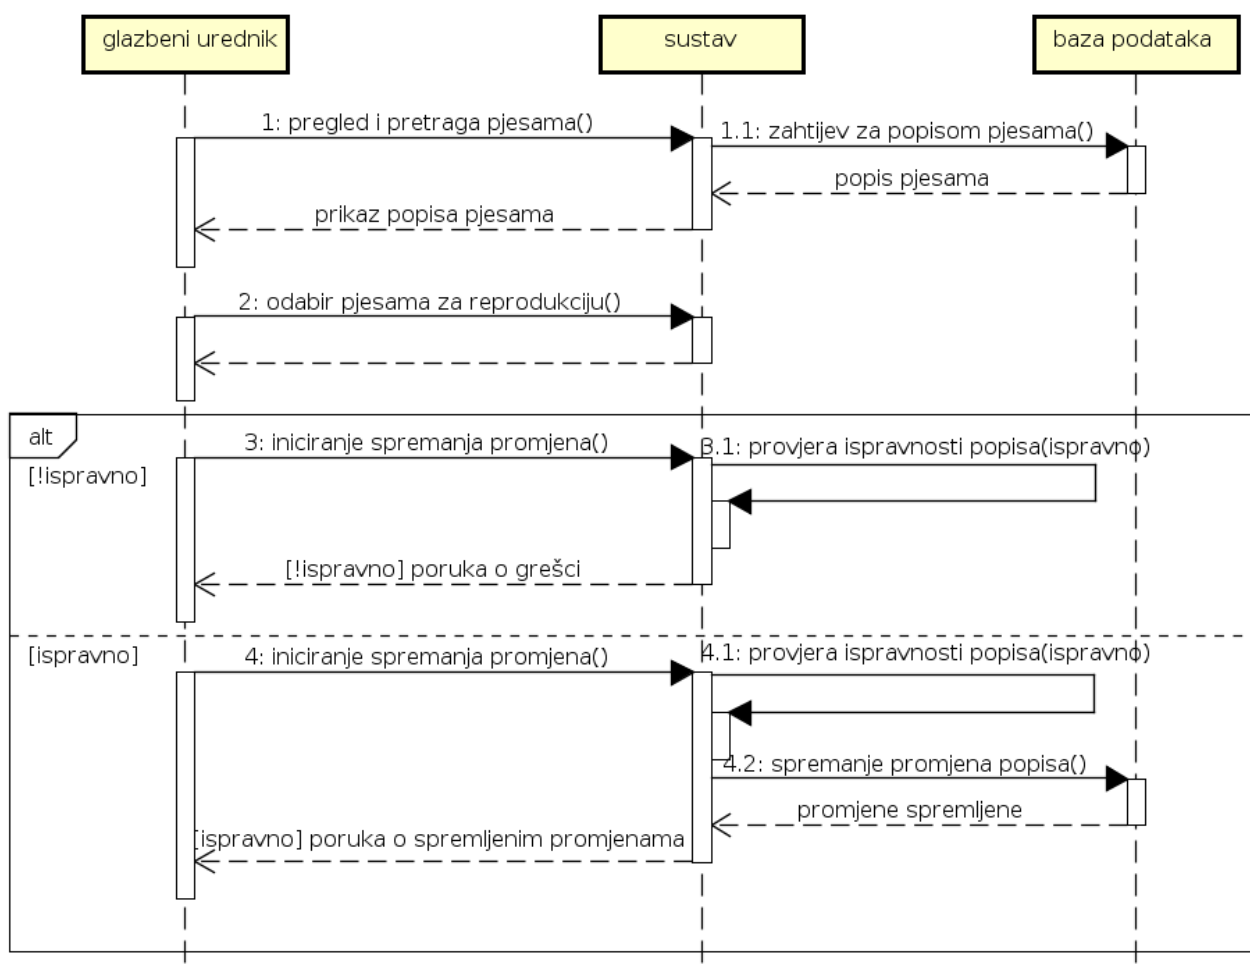 glazbeni urednik
sustav
baza podataka
1: pregled i pretraga pjesama()
1.1: zahtijev za popisom pjesama()
popis pjesama
prikaz popisa pjesama
2: odabir pjesama za reprodukciju()
alt
3: iniciranje spremanja promjena()
3.1: provjera ispravnosti popisa(ispravno)
[!ispravno]
[!ispravno] poruka o grešci
[ispravno]
4: iniciranje spremanja promjena()
4.1: provjera ispravnosti popisa(ispravno)
4.2: spremanje promjena popisa()
promjene spremljene
[ispravno] poruka o spremljenim promjenama